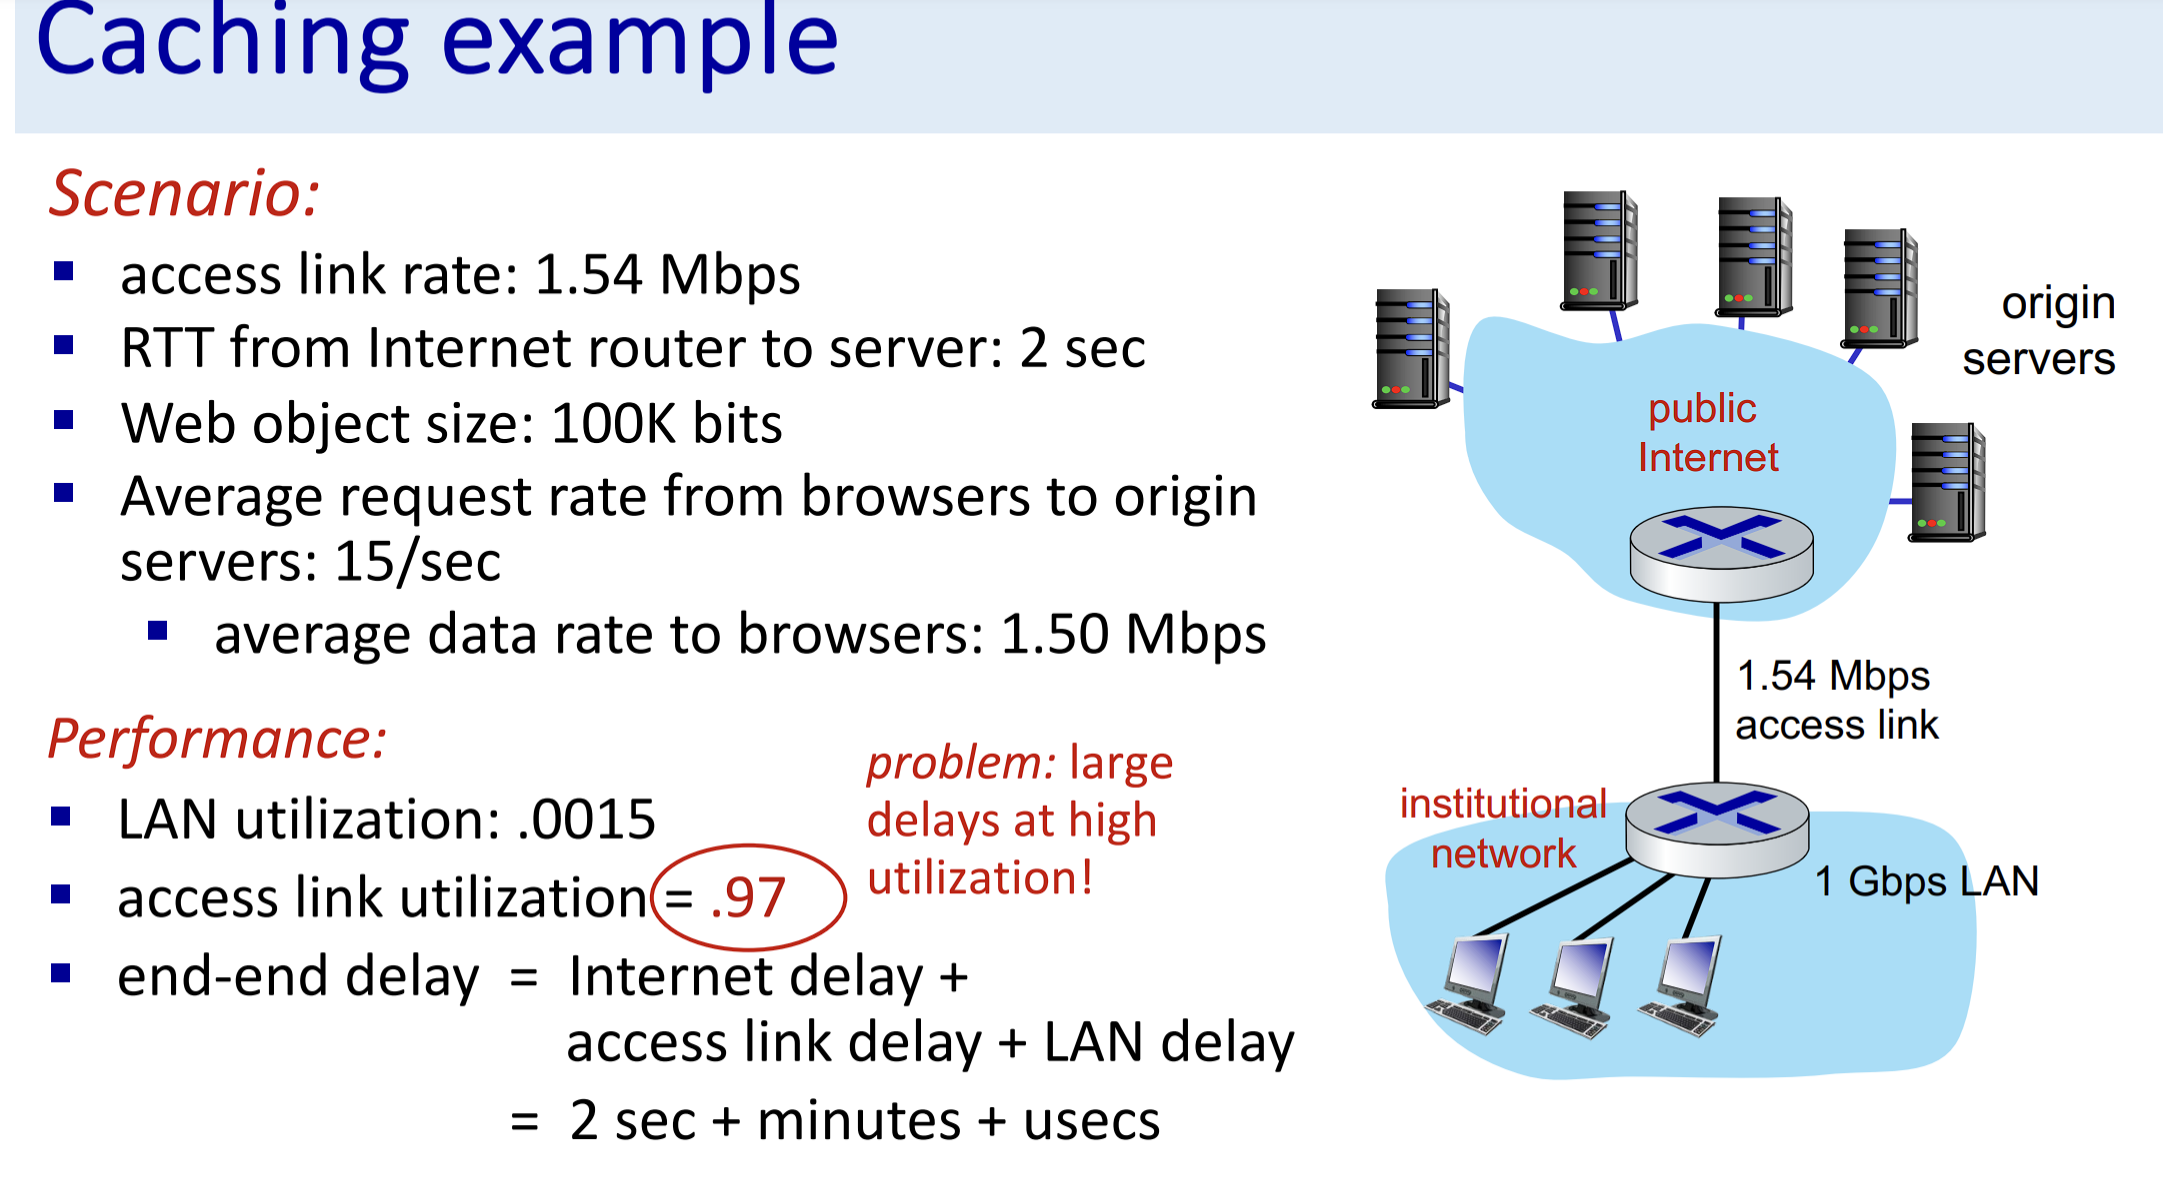 Caching example
Scenario:
access link rate: 1.54 Mbps
RTT from Internet router to server: 2 sec
Web object size: 100K bits
Average request rate from browsers to origin
servers: 15/sec
average data rate to browsers: 1.50 Mbps
Performance:
LAN utilization: .0015
access link utilization = .97
problem: large
delays at high
utilization!
end-end delay = Internet delay +
access link delay + LAN delay
= 2 sec + minutes + usecs
origin
servers
public
Internet
1.54 Mbps
access link
institutional
network
1 Gbps LAN